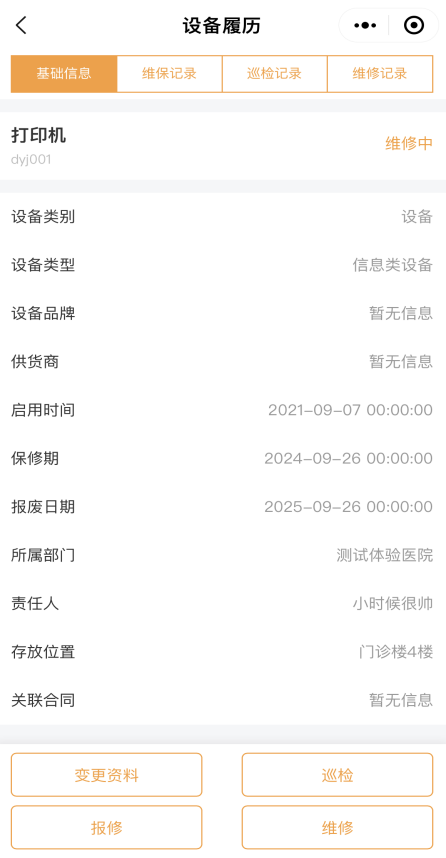 设备履历
基础信息 维保记录 巡检记录 维修记录
打印机
维修中
dyj001
设备类别 设备
设备类型 信息类设备
设备品牌 暂无信息
供货商 暂无信息
启用时间 2021-09-07 00:00:00
保修期 2024-09-26 00:00:00
报废日期 2025-09-26 00:00:00
所属部门 测试体验医院
责任人 小时候很帅
存放位置 门诊楼4楼
关联合同 暂无信息
变更资料 巡检
报修 维修